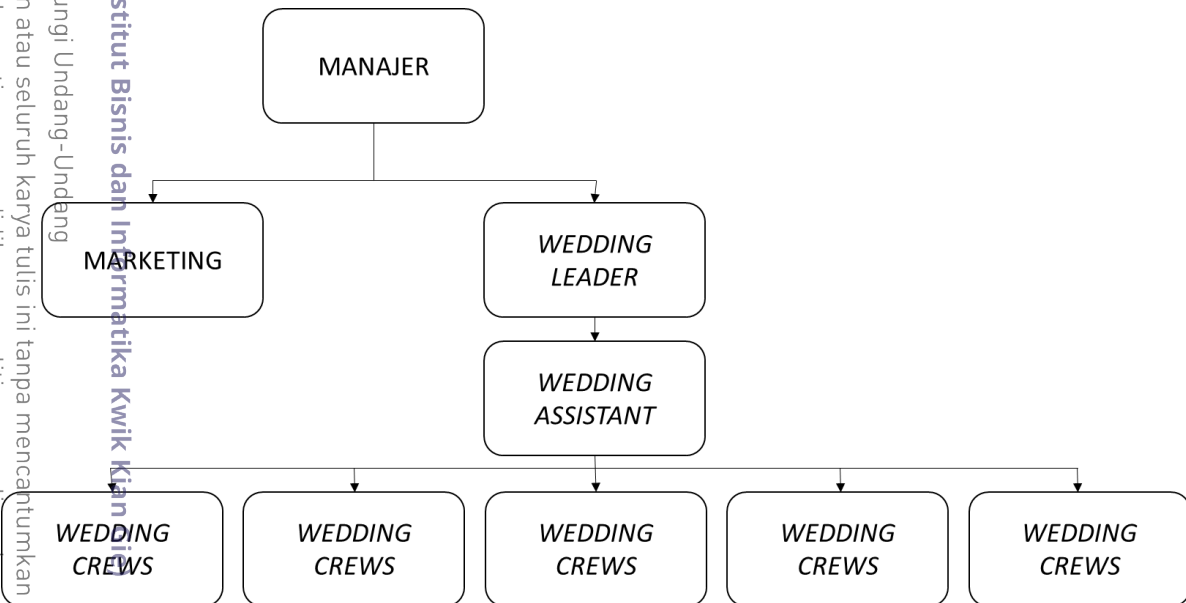 MANAJER
MARKETING
WEDDING
LEADER
WEDDING
ASSISTANT
WEDDING
CREWS
WEDDING
CREWS
WEDDING
CREWS
WEDDING
CREWS
WEDDING
CREWS
stitut Bisnis dan Informatika Kwik Kian Gie)
ungi Undang-Undang
n atau seluruh karya tulis ini tanpa mencantumkan